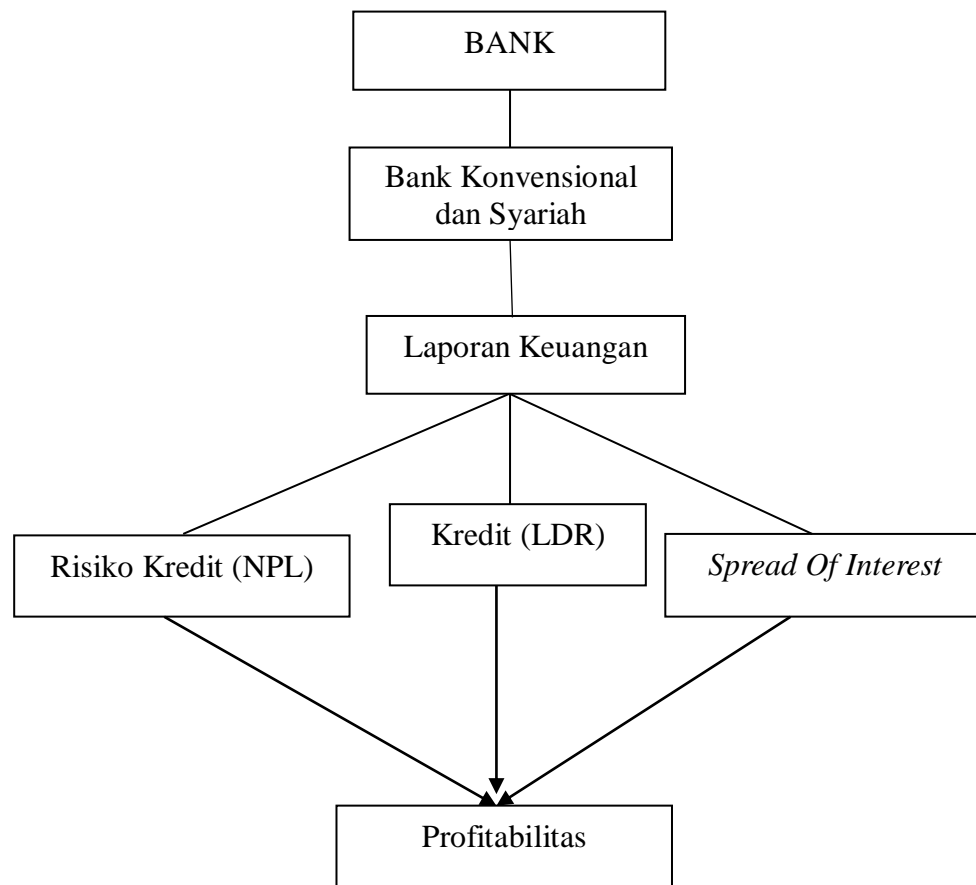 BANK
Bank Konvensional
dan Syariah
Laporan Keuangan
Risiko Kredit (NPL)
Kredit (LDR)
Spread Of Interest
Profitabilitas